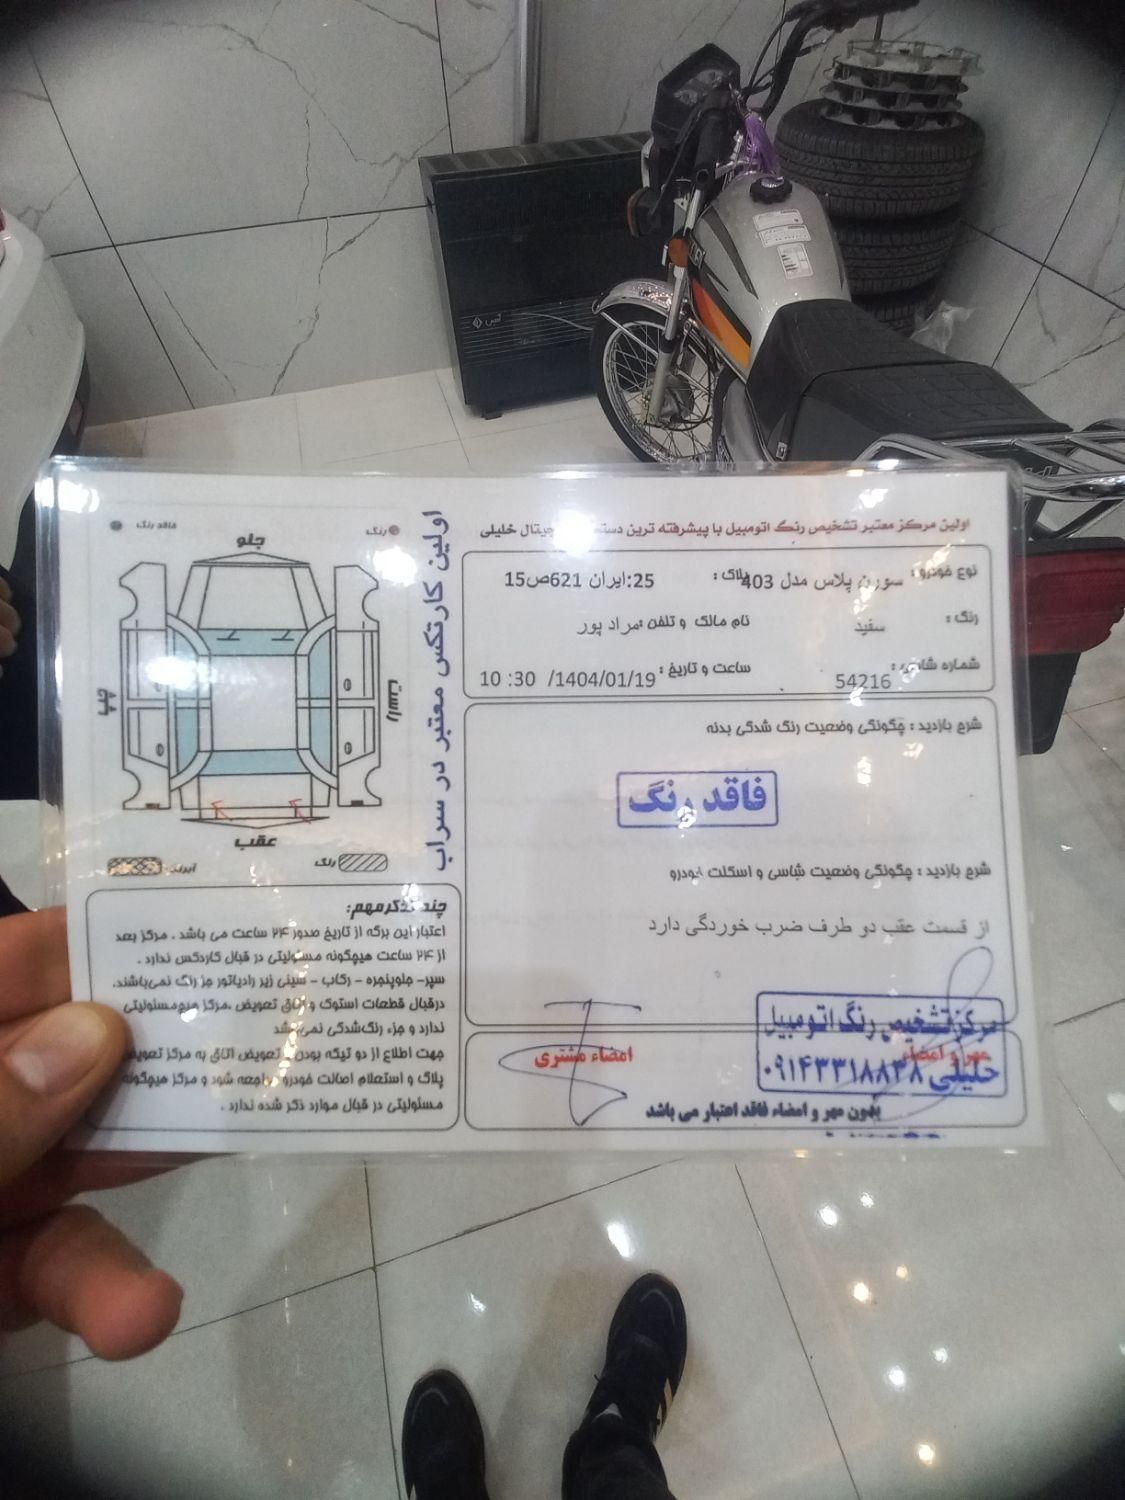 اولین مرکز معتبر تشخیص رنگ اتومبیل با پیشرفته ترین جیتال خلیلی
نوع خودرو: سورن پلاس مدل 403
پلاک: 25:ایران 621ص15
رنگ: سفید
نام مالک و تلفن: مراد پور
شماره شاسی: 54216
ساعت و تاریخ: 1404/01/19/ 10:30
شرح بازدید: چگونگی وضعیت رنگ شدگی بدنه
فاقد رنگ
شرح بازدید: چگونگی وضعیت شاسی و اسکلت خودرو
از قسمت عقب دو طرف ضرب خوردگی دارد
مهر و امضاء
امضاء مشتری
مرکز تشخیص رنگ اتومبیل
خلیلی ۰۹۱۴۳۳۱۸۸۳۸
بدون مهر و امضاء فاقد اعتبار می باشد
اولین کارتکس معتبر در سراب
رنگ
فاقد رنگ
جلو
راست
چپ
عقب
رنگ
چند تذکر مهم:
اعتبار این برگه از تاریخ صدور ۲۴ ساعت می باشد . مرکز بعد
از ۲۴ ساعت هیچگونه مسئولیتی در قبال کاردکس ندارد .
سپر- جلوپنجره - رکاب - سینی زیر رادیاتور جز رنگ نمی‌باشند.
درقبال قطعات استوک و اتاق تعویض ،مرکز هیچ‌مسئولیتی
ندارد و جزء رنگ‌شدگی نمی‌باشد
جهت اطلاع از دو تیکه بودن ، تعویض اتاق به مرکز تعویض
پلاک و استعلام اصالت خودرو مراجعه شود و مرکز هیچگونه
مسئولیتی در قبال موارد ذکر شده ندارد .